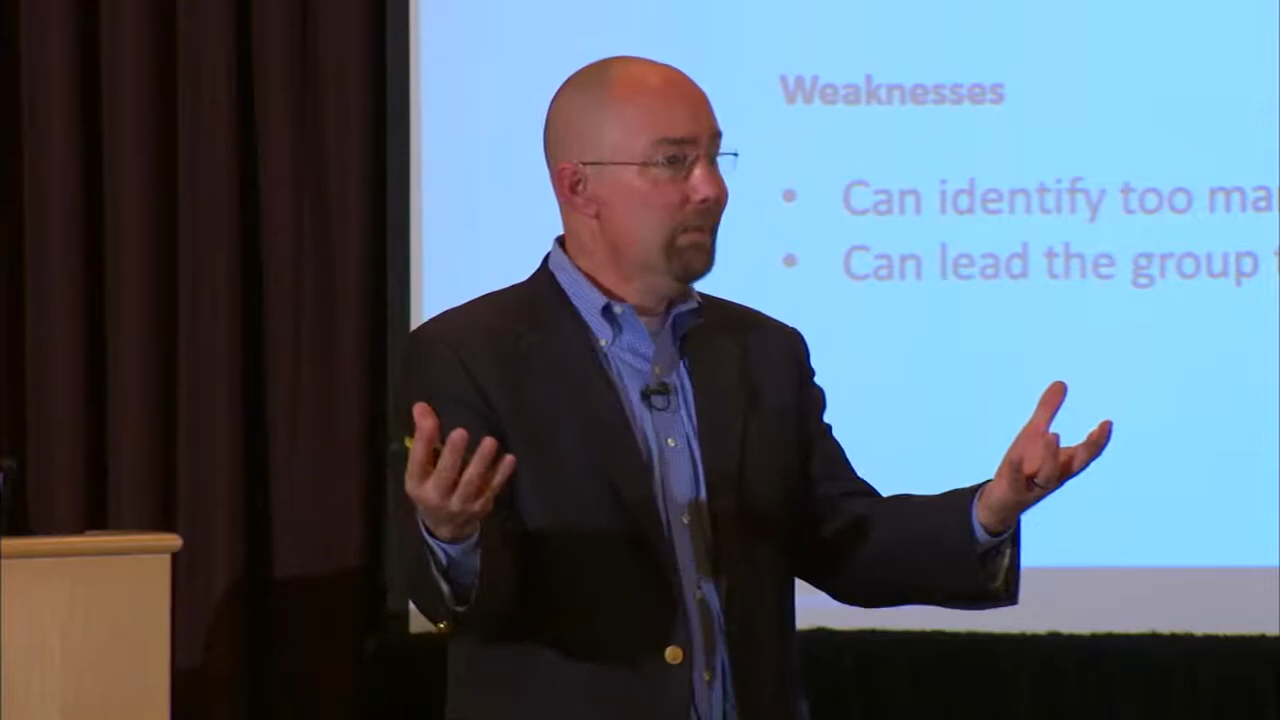 Weaknesses
• Can identify too
• Can lead the group